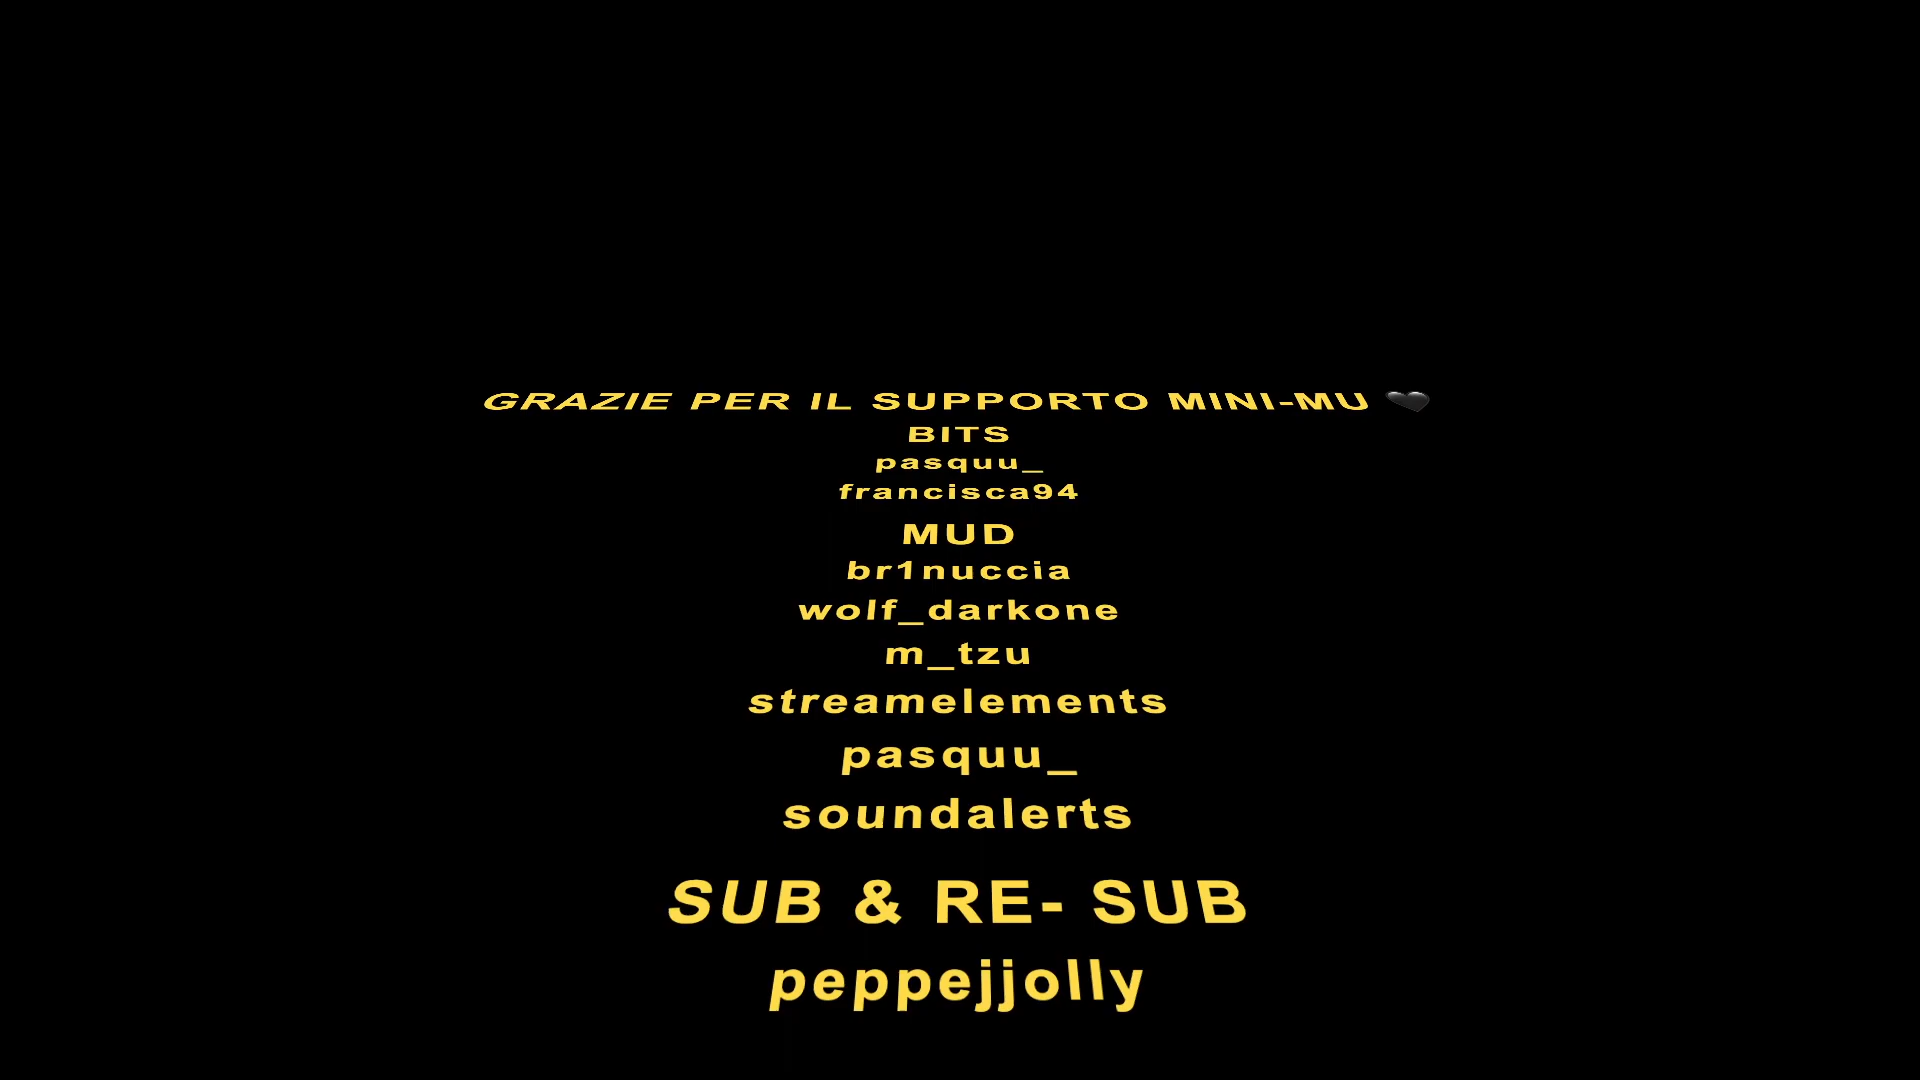 GRAZIE PER IL SUPPORTO MINI-MU 🖤
BITS
pasquu_
francisca94
MUD
br1nuccia
wolf_darkone
m_tzu
streamelements
pasquu_
soundalerts
SUB & RE- SUB
peppejjolly